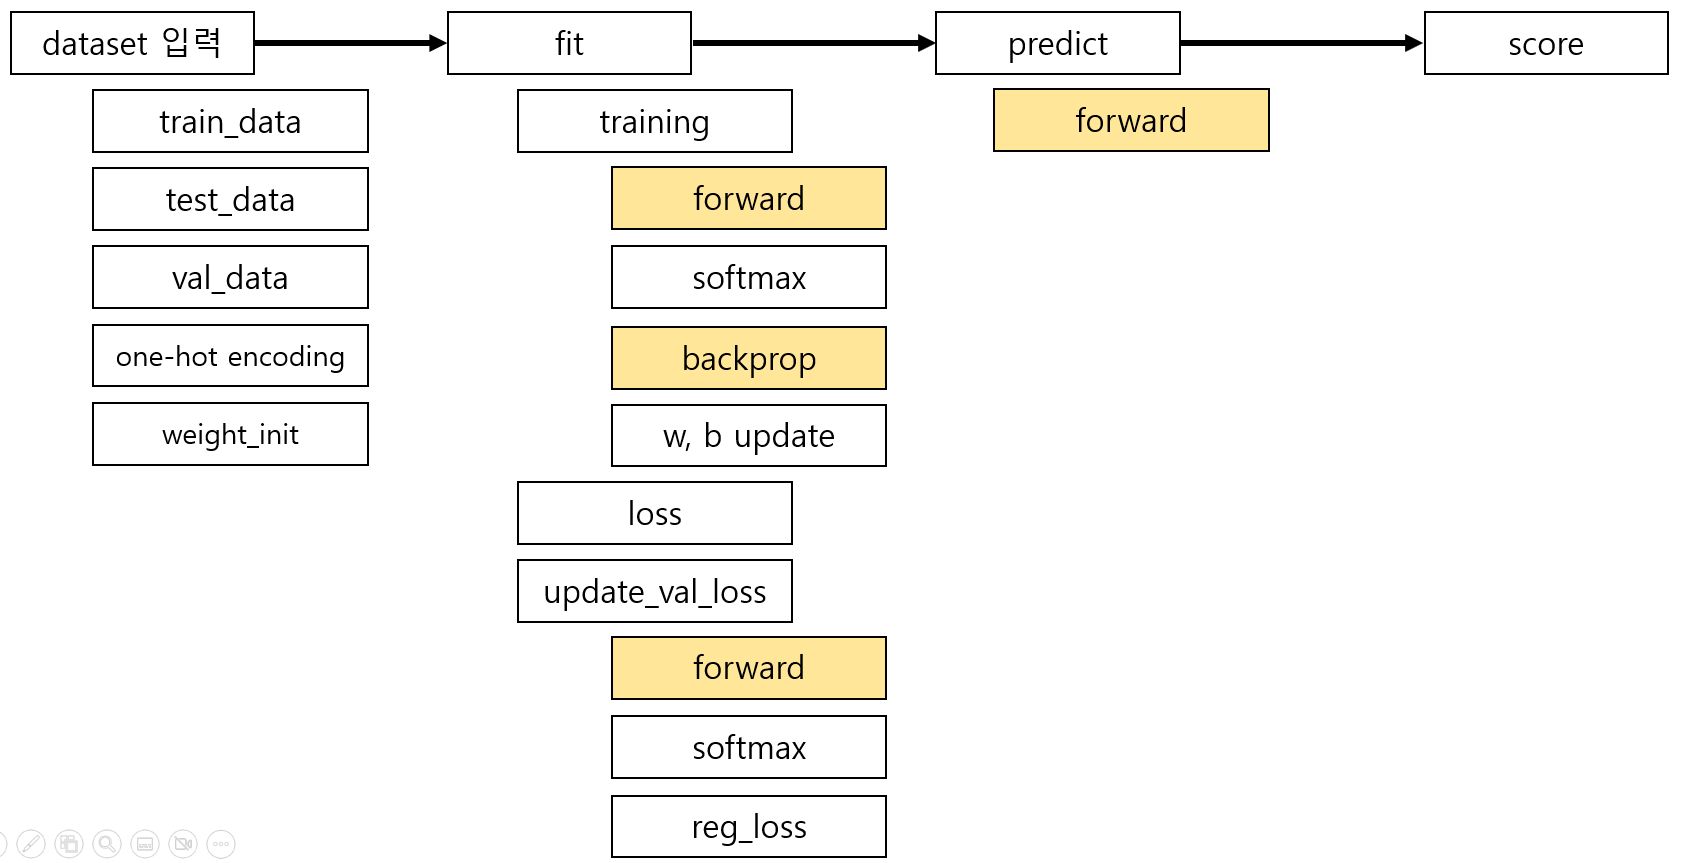 dataset 입력
fit
predict
score
train_data
test_data
val_data
one-hot encoding
weight_init
training
forward
softmax
backprop
w, b update
loss
update_val_loss
forward
softmax
reg_loss
forward